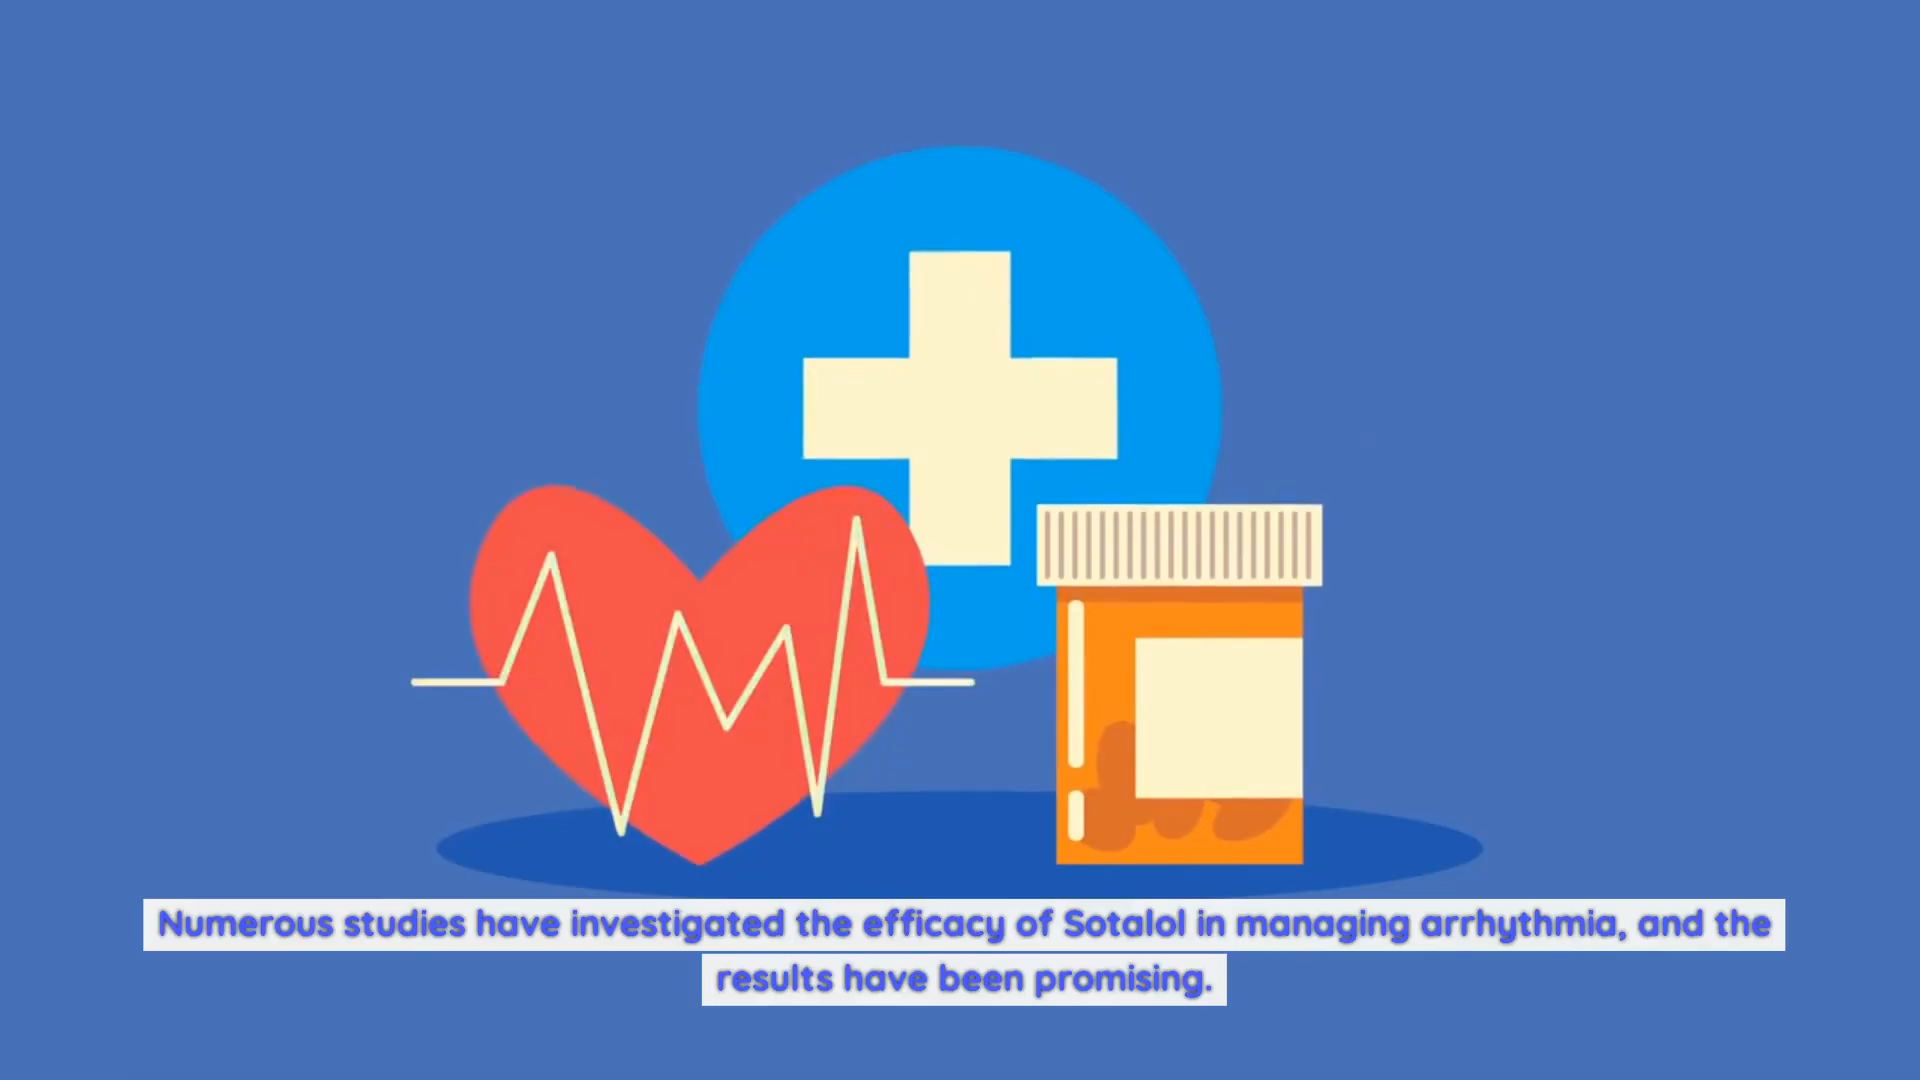 Numerous studies have investigated the efficacy of Sotalol in managing arrhythmia, and the
results have been promising.